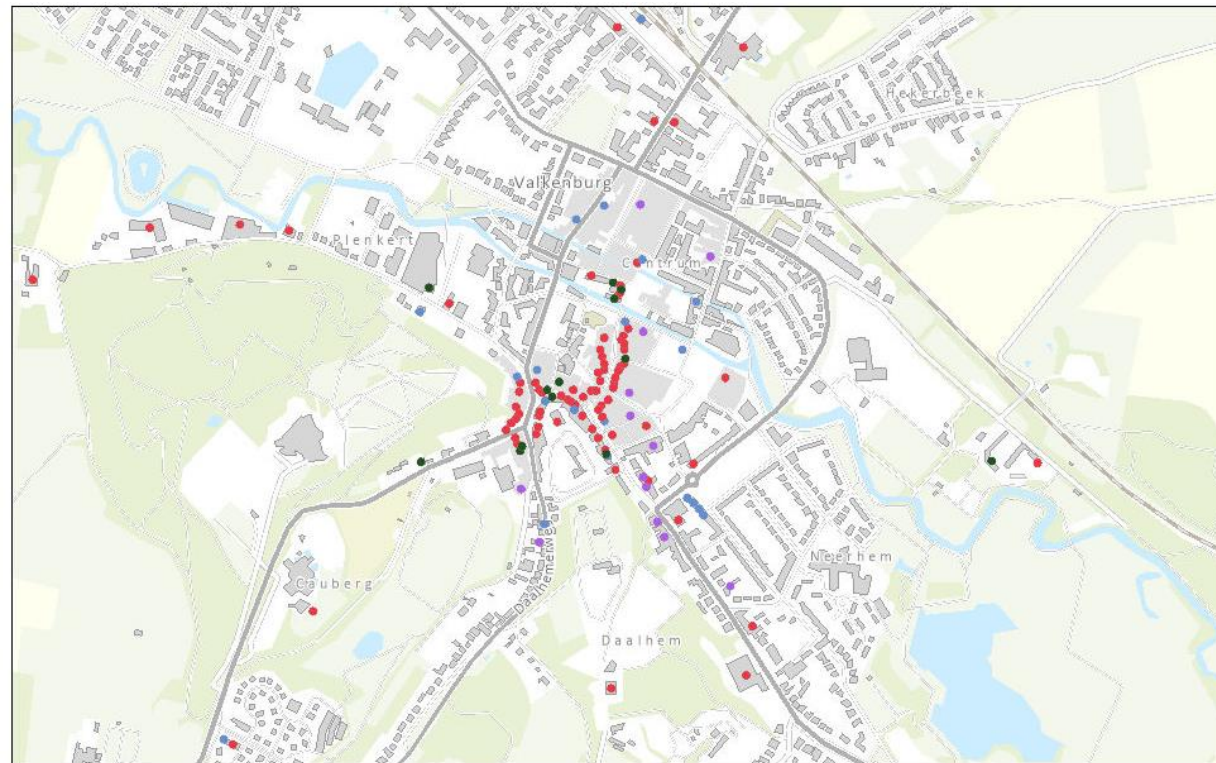 Hekerbeek
Valkenburg
Plenkert
Centrum
Neerhem
Cauberg
Daalhemerweg
Daalhem